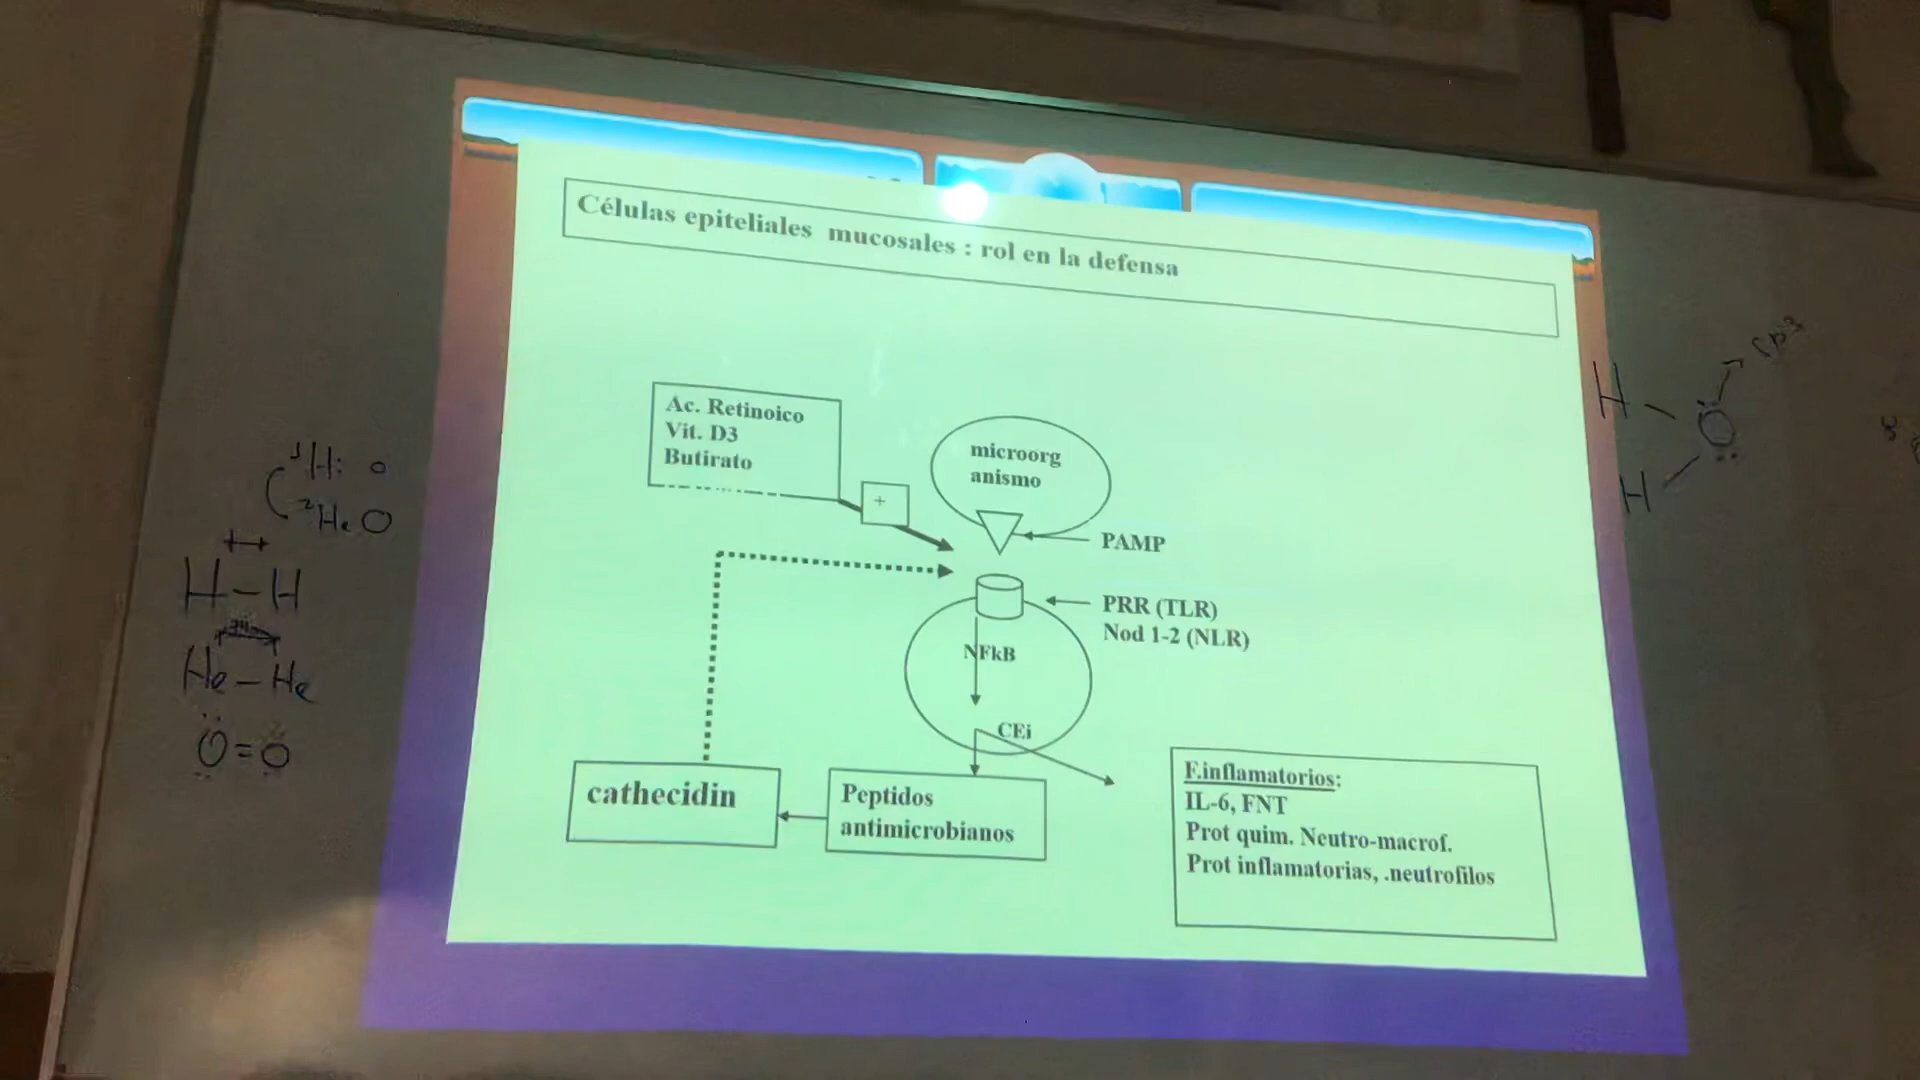 Células epiteliales mucosales : rol en la defensa
Ac. Retinoico
Vit. D3
Butirato
+
microorg
anismo
PAMP
PRR (TLR)
Nod 1-2 (NLR)
NFkB
CEi
cathecidin
Peptidos
antimicrobianos
F.inflamatorios:
IL-6, FNT
Prot quim. Neutro-macrof.
Prot inflamatorias, .neutrofilos
¹H:
²He
H-H
He-He
O=O
H
O
H